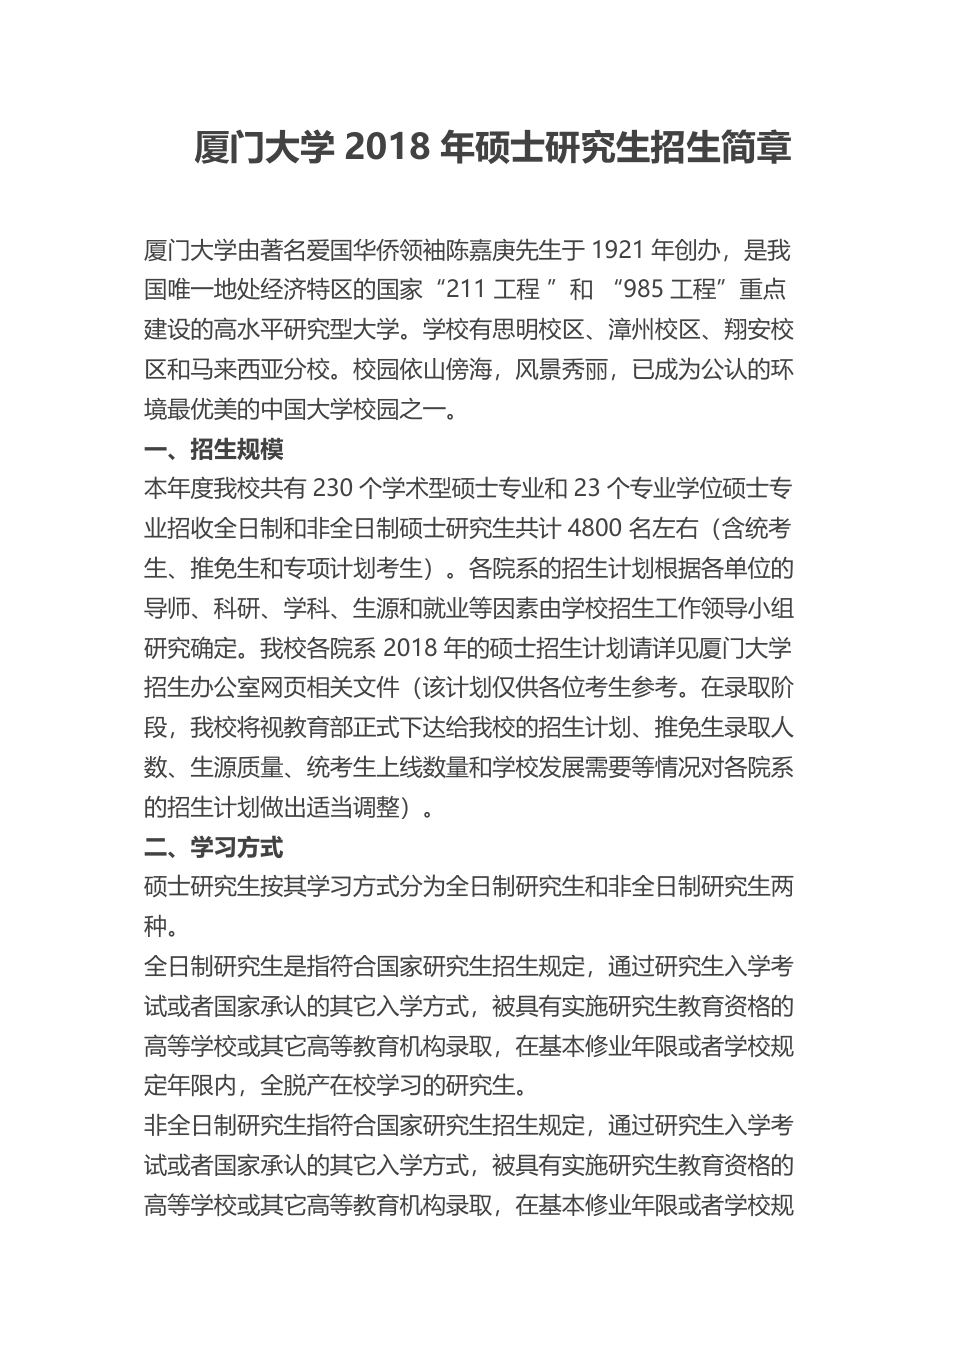 厦门大学 2018 年硕士研究生招生简章
厦门大学由著名爱国华侨领袖陈嘉庚先生于 1921 年创办，是我
国唯一地处经济特区的国家“211 工程 ”和 “985 工程”重点
建设的高水平研究型大学。学校有思明校区、漳州校区、翔安校
区和马来西亚分校。校园依山傍海，风景秀丽，已成为公认的环
境最优美的中国大学校园之一。
一、招生规模
本年度我校共有 230 个学术型硕士专业和 23 个专业学位硕士专
业招收全日制和非全日制硕士研究生共计 4800 名左右（含统考
生、推免生和专项计划考生）。各院系的招生计划根据各单位的
导师、科研、学科、生源和就业等因素由学校招生工作领导小组
研究确定。我校各院系 2018 年的硕士招生计划请详见厦门大学
招生办公室网页相关文件（该计划仅供各位考生参考。在录取阶
段，我校将视教育部正式下达给我校的招生计划、推免生录取人
数、生源质量、统考生上线数量和学校发展需要等情况对各院系
的招生计划做出适当调整）。
二、学习方式
硕士研究生按其学习方式分为全日制研究生和非全日制研究生两
种。
全日制研究生是指符合国家研究生招生规定，通过研究生入学考
试或者国家承认的其它入学方式，被具有实施研究生教育资格的
高等学校或其它高等教育机构录取，在基本修业年限或者学校规
定年限内，全脱产在校学习的研究生。
非全日制研究生指符合国家研究生招生规定，通过研究生入学考
试或者国家承认的其它入学方式，被具有实施研究生教育资格的
高等学校或其它高等教育机构录取，在基本修业年限或者学校规